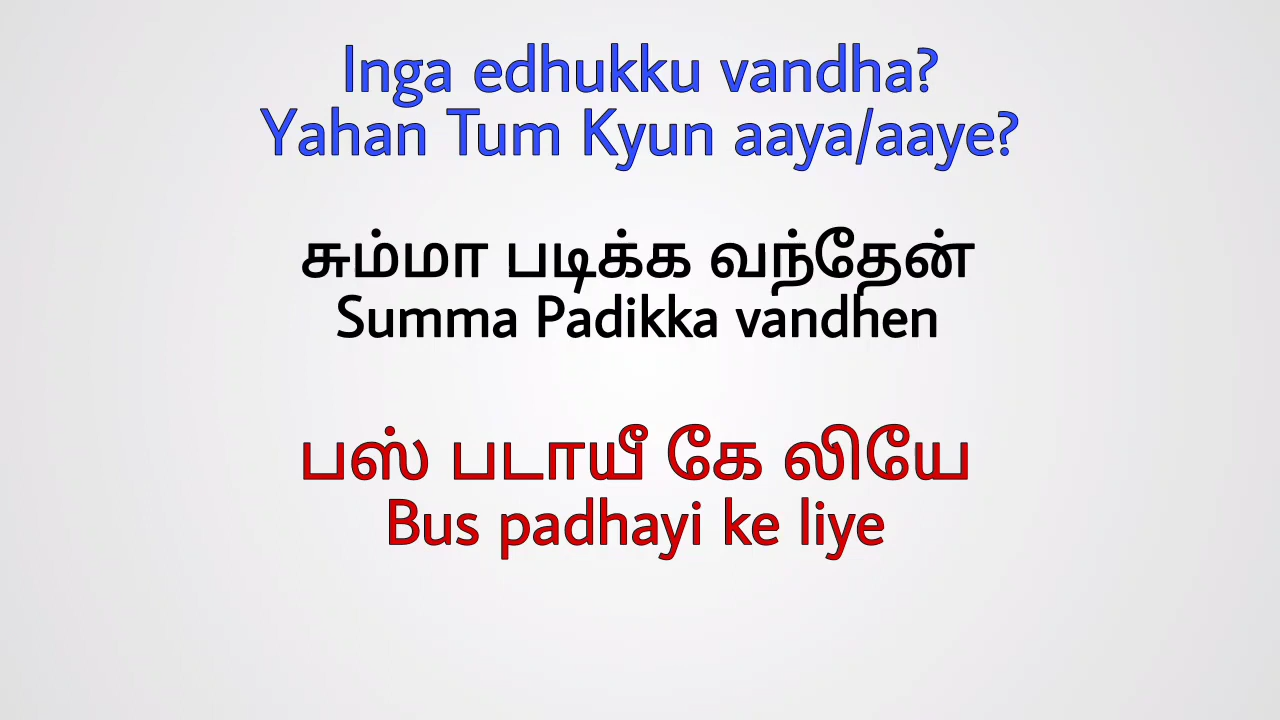 Inga edhukku vandha?
Yahan Tum Kyun aaya/aaye?
சும்மா படிக்க வந்தேன்
Summa Padikka vandhen
பஸ் படாயீ கே லியே
Bus padhayi ke liye